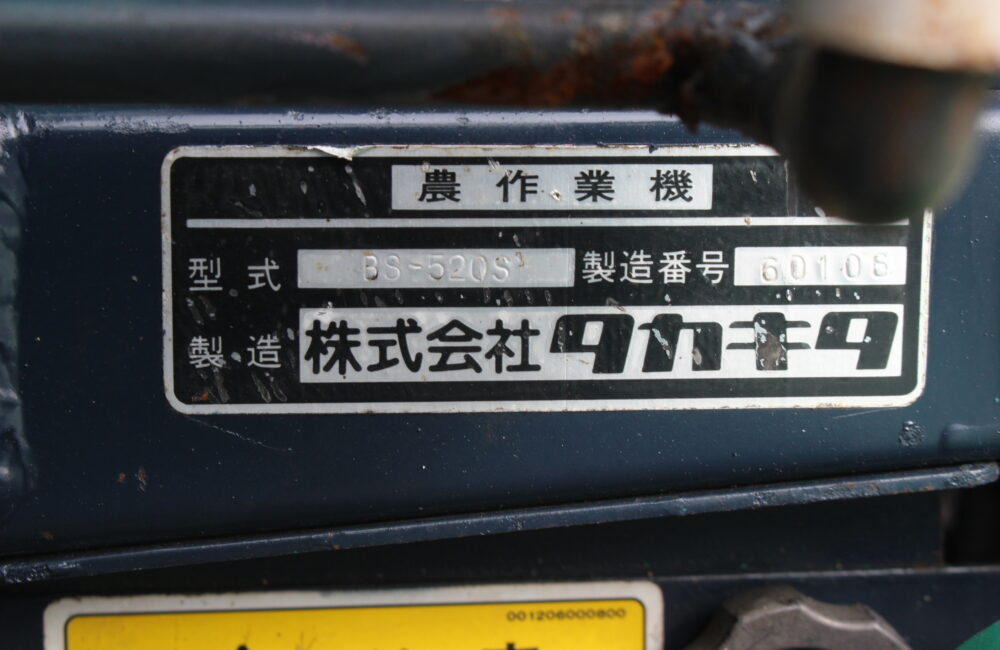 農作業機
型式 BS-520S 製造番号 60106
製造 株式会社タカキタ
001206000800